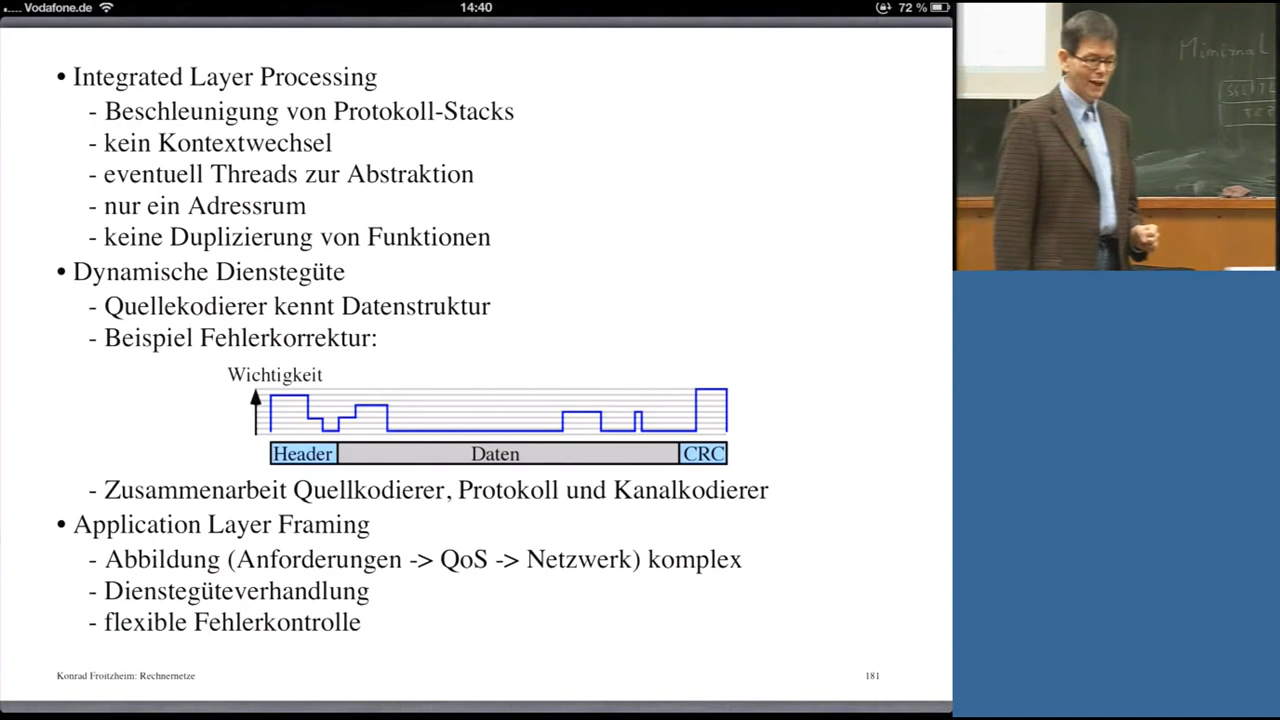 Vodafone.de 14:40 72 %
• Integrated Layer Processing
- Beschleunigung von Protokoll-Stacks
- kein Kontextwechsel
- eventuell Threads zur Abstraktion
- nur ein Adressrum
- keine Duplizierung von Funktionen
• Dynamische Dienstegüte
- Quellekodierer kennt Datenstruktur
- Beispiel Fehlerkorrektur:
Wichtigkeit
Header Daten CRC
- Zusammenarbeit Quellkodierer, Protokoll und Kanalkodierer
• Application Layer Framing
- Abbildung (Anforderungen -> QoS -> Netzwerk) komplex
- Dienstegüteverhandlung
- flexible Fehlerkontrolle
Konrad Froitzheim: Rechnernetze 181
Minimal